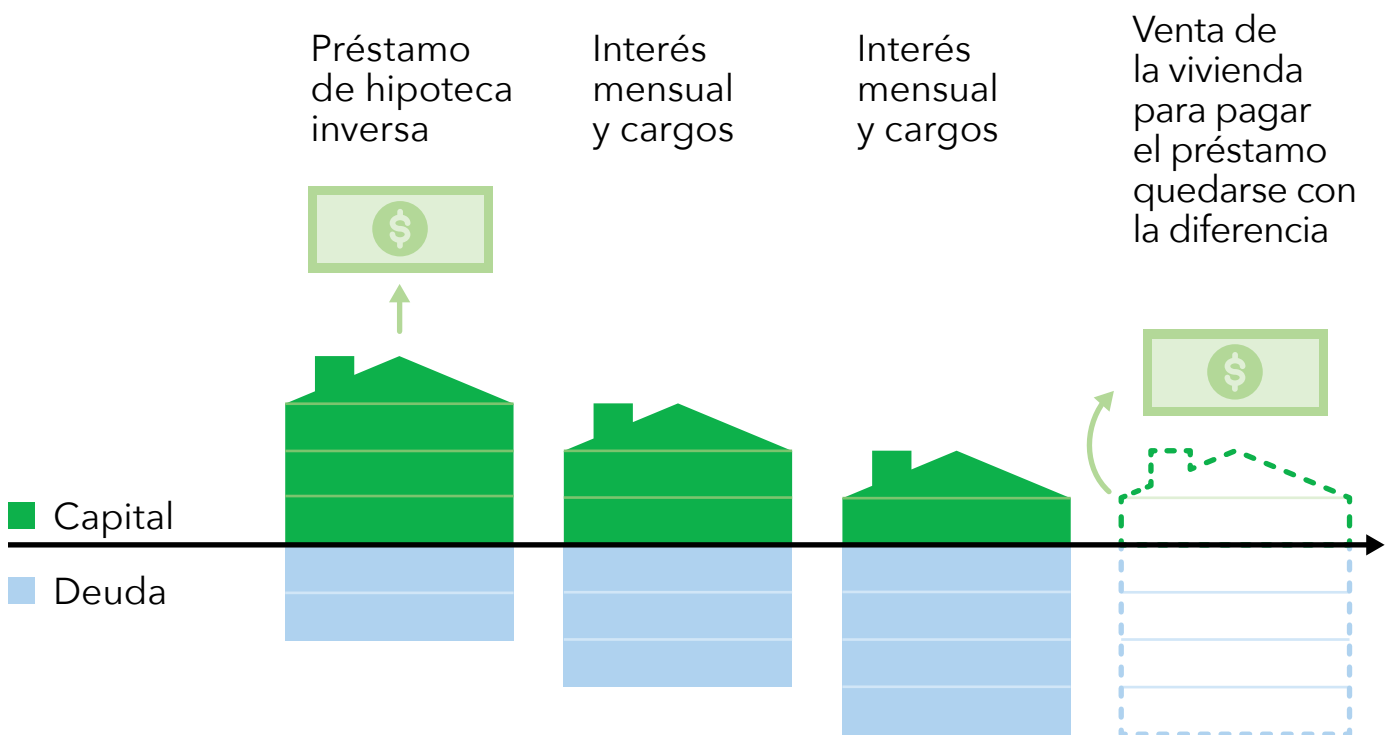 Préstamo
de hipoteca
inversa
Interés
mensual
y cargos
Interés
mensual
y cargos
Venta de
la vivienda
para pagar
el préstamo
quedarse con
la diferencia
$
$
Capital
Deuda